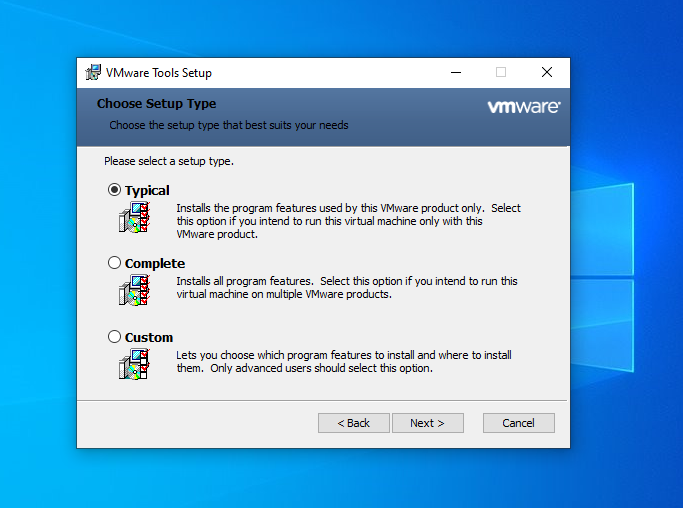 VMware Tools Setup
Choose Setup Type
vmware®
Choose the setup type that best suits your needs
Please select a setup type.
Typical
Installs the program features used by this VMware product only. Select
this option if you intend to run this virtual machine only with this
VMware product.
Complete
Installs all program features. Select this option if you intend to run this
virtual machine on multiple VMware products.
Custom
Lets you choose which program features to install and where to install
them. Only advanced users should select this option.
< Back
Next >
Cancel